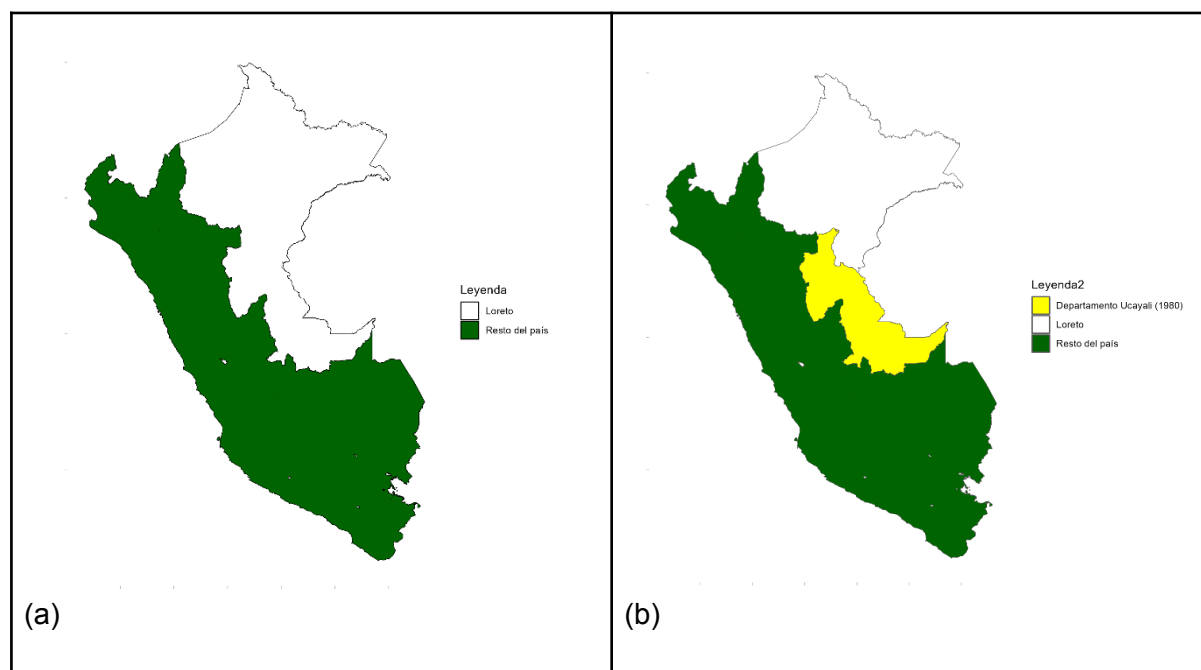 Leyenda
Loreto
Resto del país
(a)
Leyenda2
Departamento Ucayali (1980)
Loreto
Resto del país
(b)